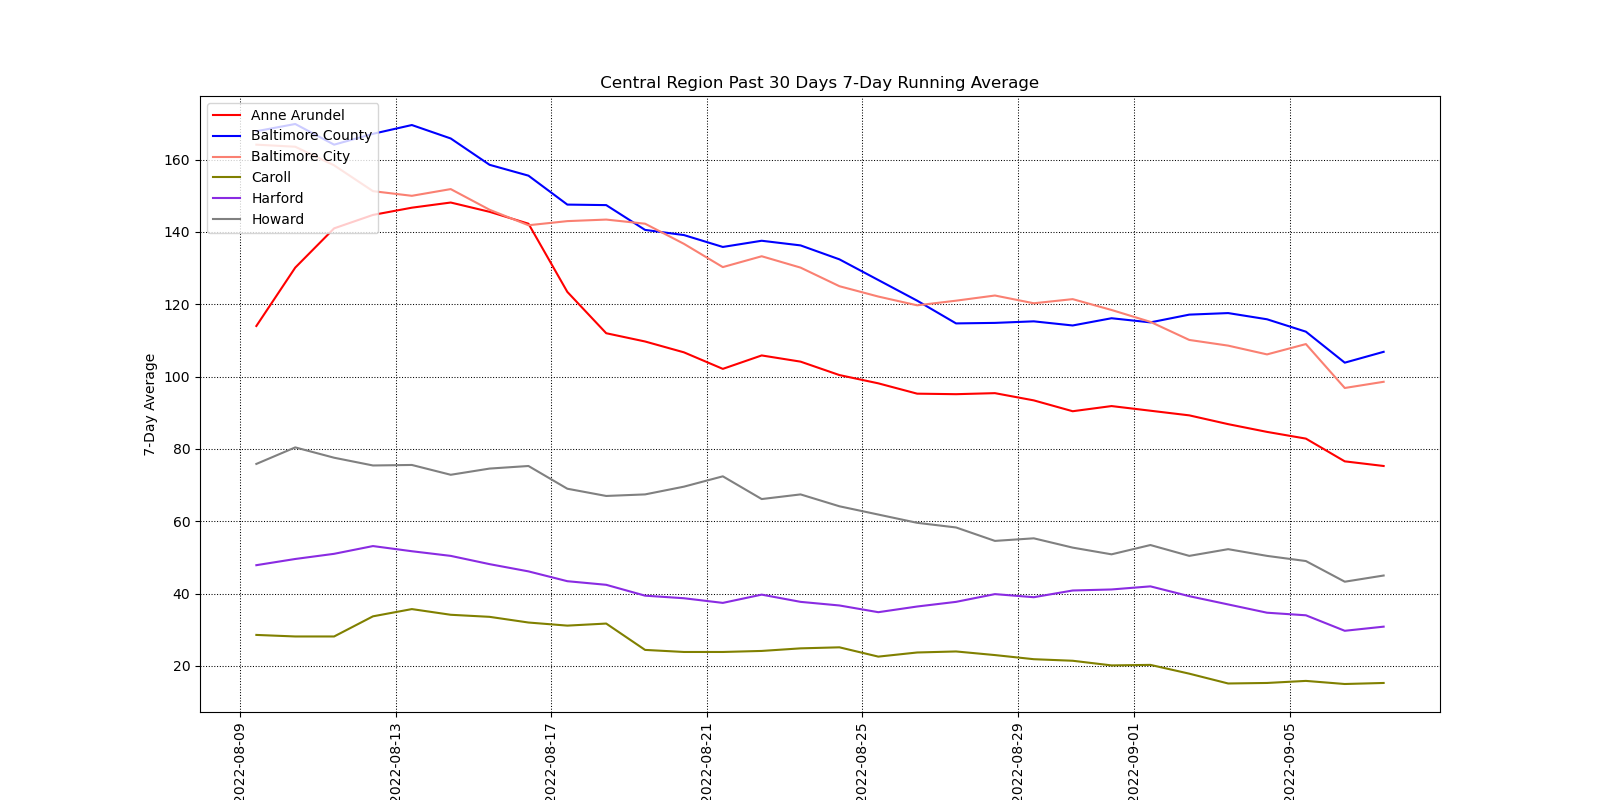 Central Region Past 30 Days 7-Day Running Average
Anne Arundel
Baltimore County
Baltimore City
Caroll
Harford
Howard
7-Day Average
160
140
120
100
80
60
40
20
2022-08-09
2022-08-13
2022-08-17
2022-08-21
2022-08-25
2022-08-29
2022-09-01
2022-09-05